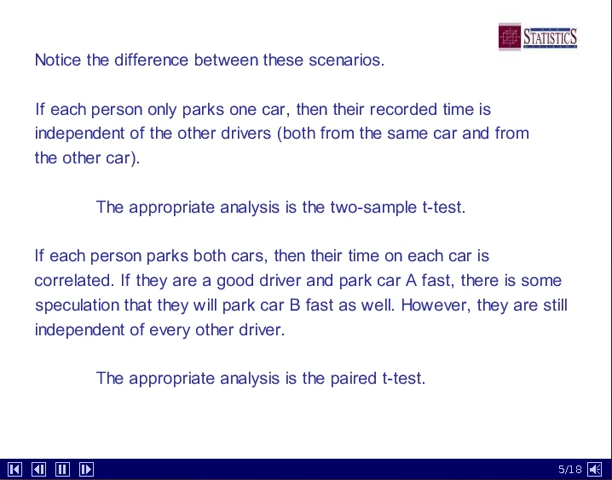 STATISTICS
Notice the difference between these scenarios.
If each person only parks one car, then their recorded time is
independent of the other drivers (both from the same car and from
the other car).
The appropriate analysis is the two-sample t-test.
If each person parks both cars, then their time on each car is
correlated. If they are a good driver and park car A fast, there is some
speculation that they will park car B fast as well. However, they are still
independent of every other driver.
The appropriate analysis is the paired t-test.
5/18